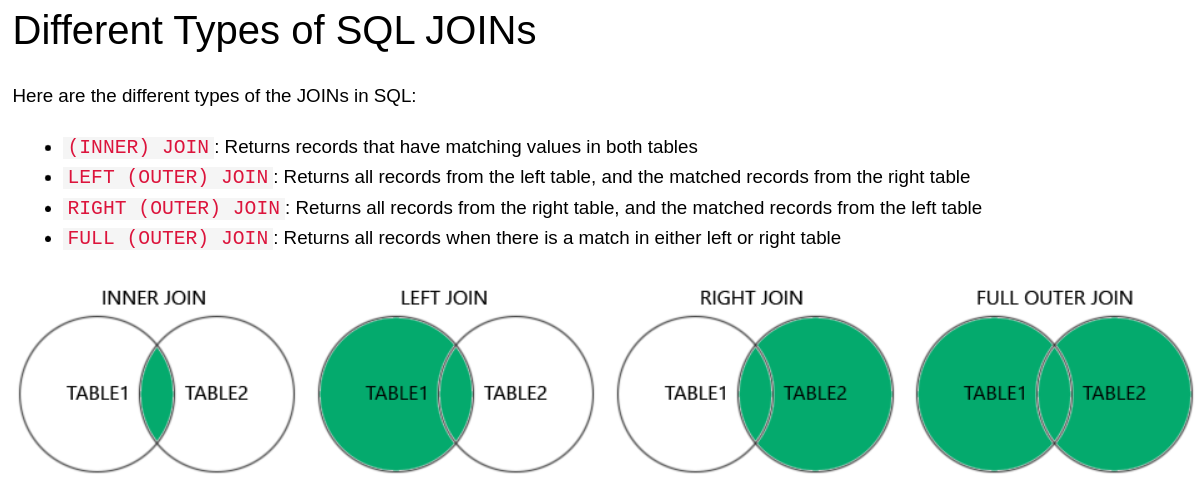 Different Types of SQL JOINs
Here are the different types of the JOINs in SQL:
(INNER) JOIN: Returns records that have matching values in both tables
LEFT (OUTER) JOIN: Returns all records from the left table, and the matched records from the right table
RIGHT (OUTER) JOIN: Returns all records from the right table, and the matched records from the left table
FULL (OUTER) JOIN: Returns all records when there is a match in either left or right table
INNER JOIN LEFT JOIN RIGHT JOIN FULL OUTER JOIN
TABLE1 TABLE2 TABLE1 TABLE2 TABLE1 TABLE2 TABLE1 TABLE2